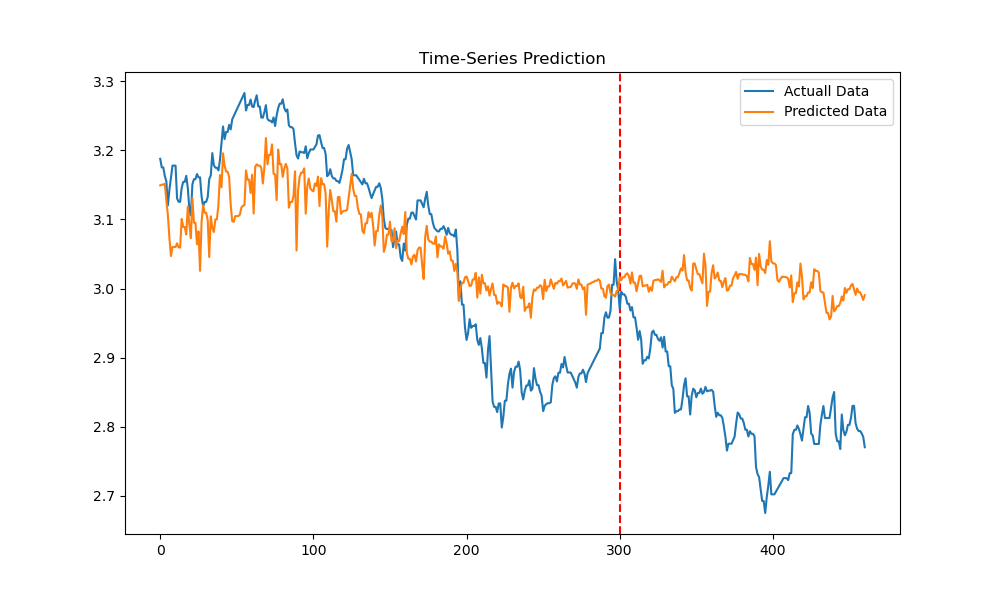 Time-Series Prediction
Actuall Data
Predicted Data
3.3
3.2
3.1
3.0
2.9
2.8
2.7
0 100 200 300 400